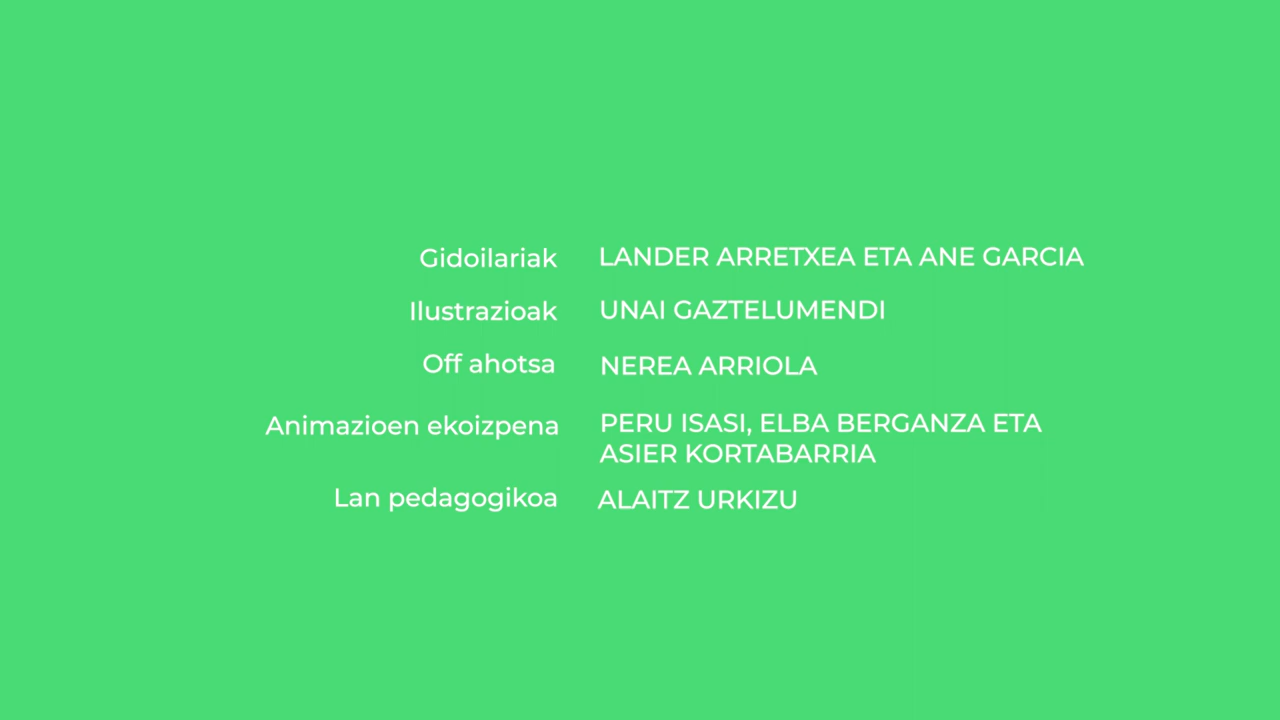 Gidoilariak LANDER ARRETXEA ETA ANE GARCIA
Ilustrazioak UNAI GAZTELUMENDI
Off ahotsa NEREA ARRIOLA
Animazioen ekoizpena PERU ISASI, ELBA BERGANZA ETA
ASIER KORTABARRIA
Lan pedagogikoa ALAITZ URKIZU